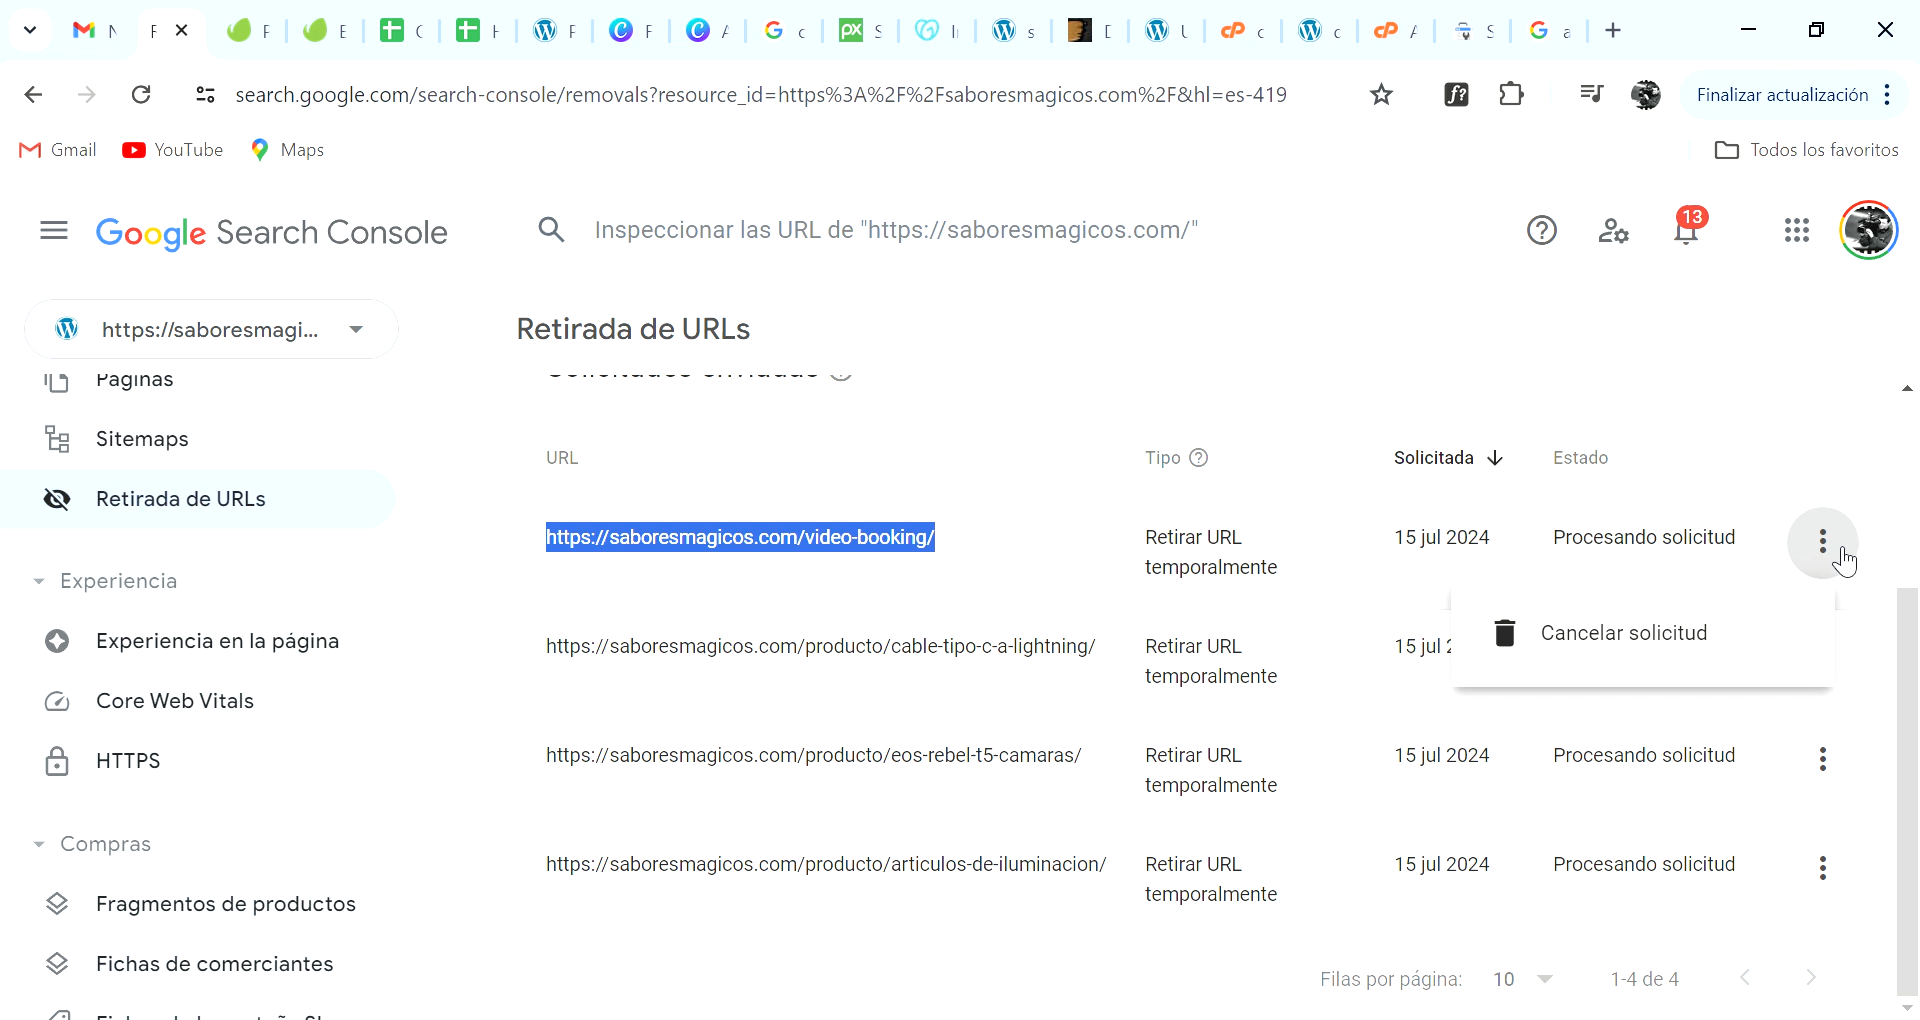 search.google.com/search-console/removals?resource_id=https%3A%2F%2Fsaboresmagicos.com%2F&hl=es-419
Finalizar actualización
Gmail
YouTube
Maps
Todos los favoritos
Google Search Console
Inspeccionar las URL de "https://saboresmagicos.com/"
13
https://saboresmagi...
Retirada de URLs
Páginas
Sitemaps
Retirada de URLs
Experiencia
Experiencia en la página
Core Web Vitals
HTTPS
Compras
Fragmentos de productos
Fichas de comerciantes
URL
Tipo
Solicitada
Estado
https://saboresmagicos.com/video-booking/
Retirar URL
temporalmente
15 jul 2024
Procesando solicitud
Cancelar solicitud
https://saboresmagicos.com/producto/cable-tipo-c-a-lightning/
Retirar URL
temporalmente
15 jul
https://saboresmagicos.com/producto/eos-rebel-t5-camaras/
Retirar URL
temporalmente
15 jul 2024
Procesando solicitud
https://saboresmagicos.com/producto/articulos-de-iluminacion/
Retirar URL
temporalmente
15 jul 2024
Procesando solicitud
Filas por página:
10
1-4 de 4